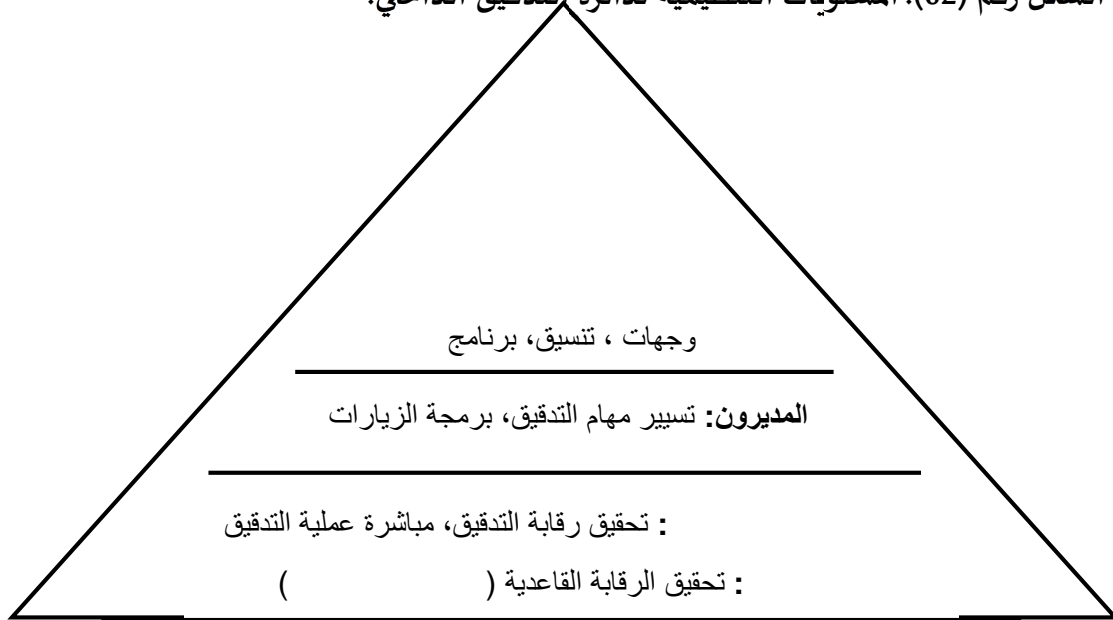 الشكل رقم (02): المستويات التنظيمية لدائرة التدقيق الداخلي.
وجهات ، تنسيق، برنامج
المديرون: تسيير مهام التدقيق، برمجة الزيارات
: تحقيق رقابة التدقيق، مباشرة عملية التدقيق
: تحقيق الرقابة القاعدية ( )